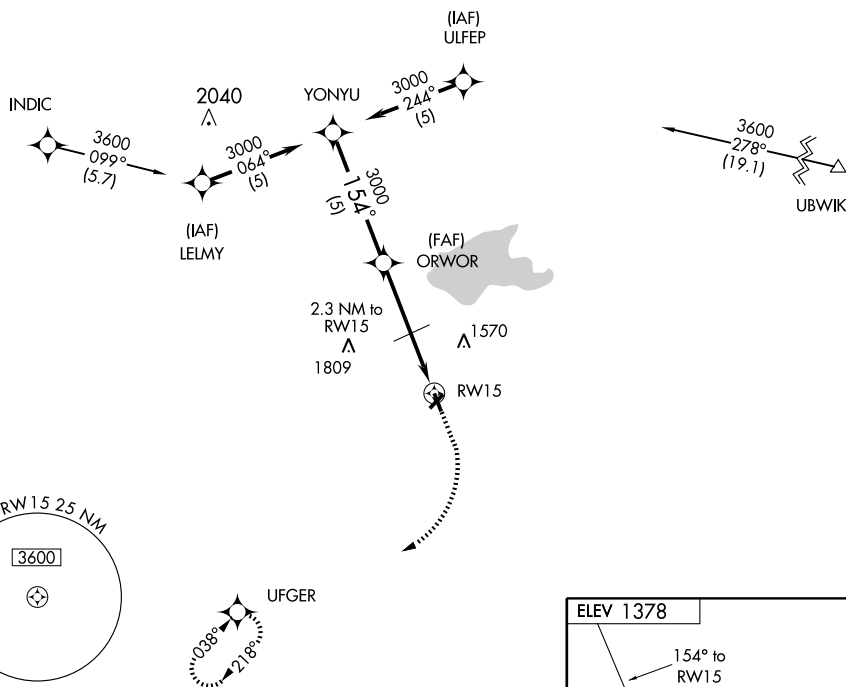 (IAF)
ULFEP
3000
244°
(5)
YONYU
2040
INDIC
3600
099°
(5.7)
3000
064°
(5)
(IAF)
LELMY
3000
154°
(5)
3600
278°
(19.1)
UBWIK
(FAF)
ORWOR
2.3 NM to
RW15
1809
1570
RW15
RW15 25 NM
3600
UFGER
038°
218°
ELEV 1378
154° to
RW15